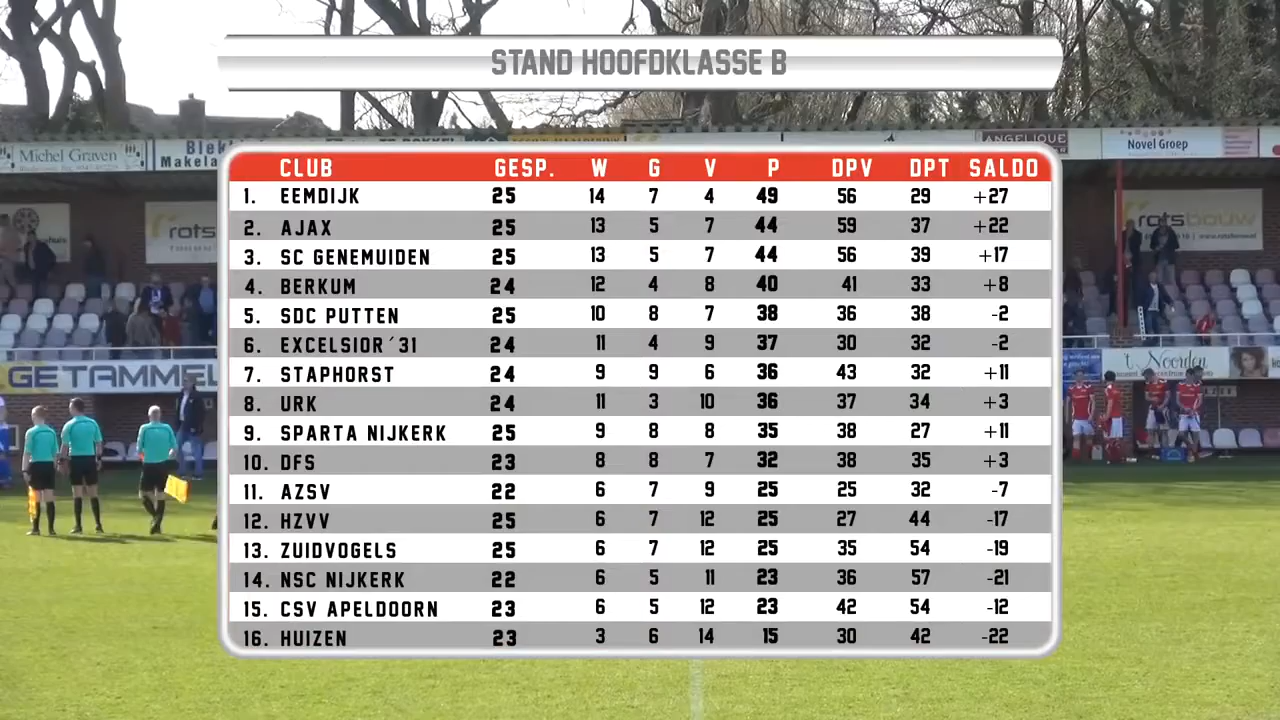 STAND HOOFDKLASSE B
ANGELIQUE
Michel Graven
Blek
Makela
Novel Groep
CLUB GESP. W G V P DPV DPT SALDO
1. EEMDIJK 25 14 7 4 49 56 29 +27
2. AJAX 25 13 5 7 44 59 37 +22
rots
rotsbouw
3. SC GENEMUIDEN 25 13 5 7 44 56 39 +17
4. BERKUM 24 12 4 8 40 41 33 +8
5. SDC PUTTEN 25 10 8 7 38 36 38 -2
6. EXCELSIOR´31 24 11 4 9 37 30 32 -2
't Noorden
GETAMMEL
7. STAPHORST 24 9 9 6 36 43 32 +11
8. URK 24 11 3 10 36 37 34 +3
9. SPARTA NIJKERK 25 9 8 8 35 38 27 +11
10. DFS 23 8 8 7 32 38 35 +3
11. AZSV 22 6 7 9 25 25 32 -7
12. HZVV 25 6 7 12 25 27 44 -17
13. ZUIDVOGELS 25 6 7 12 25 35 54 -19
14. NSC NIJKERK 22 6 5 11 23 36 57 -21
15. CSV APELDOORN 23 6 5 12 23 42 54 -12
16. HUIZEN 23 3 6 14 15 30 42 -22